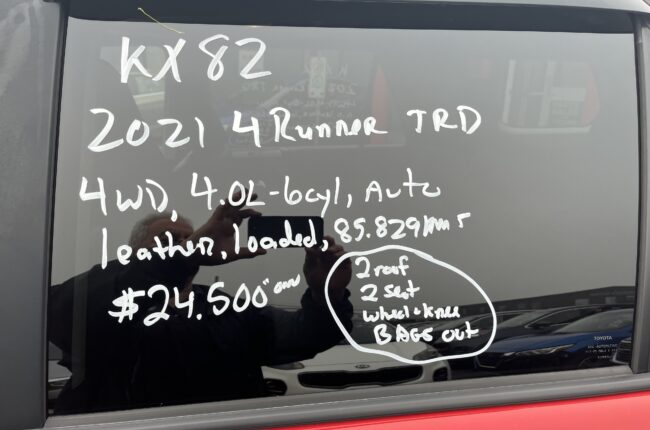 KX82
2021 4Runner TRD
4WD, 4.0L-6cyl, Auto
leather, loaded, 85.829kms
$24.500°°
2 roof
2 seat
wheel + knee
BAGS out
TOYOTA